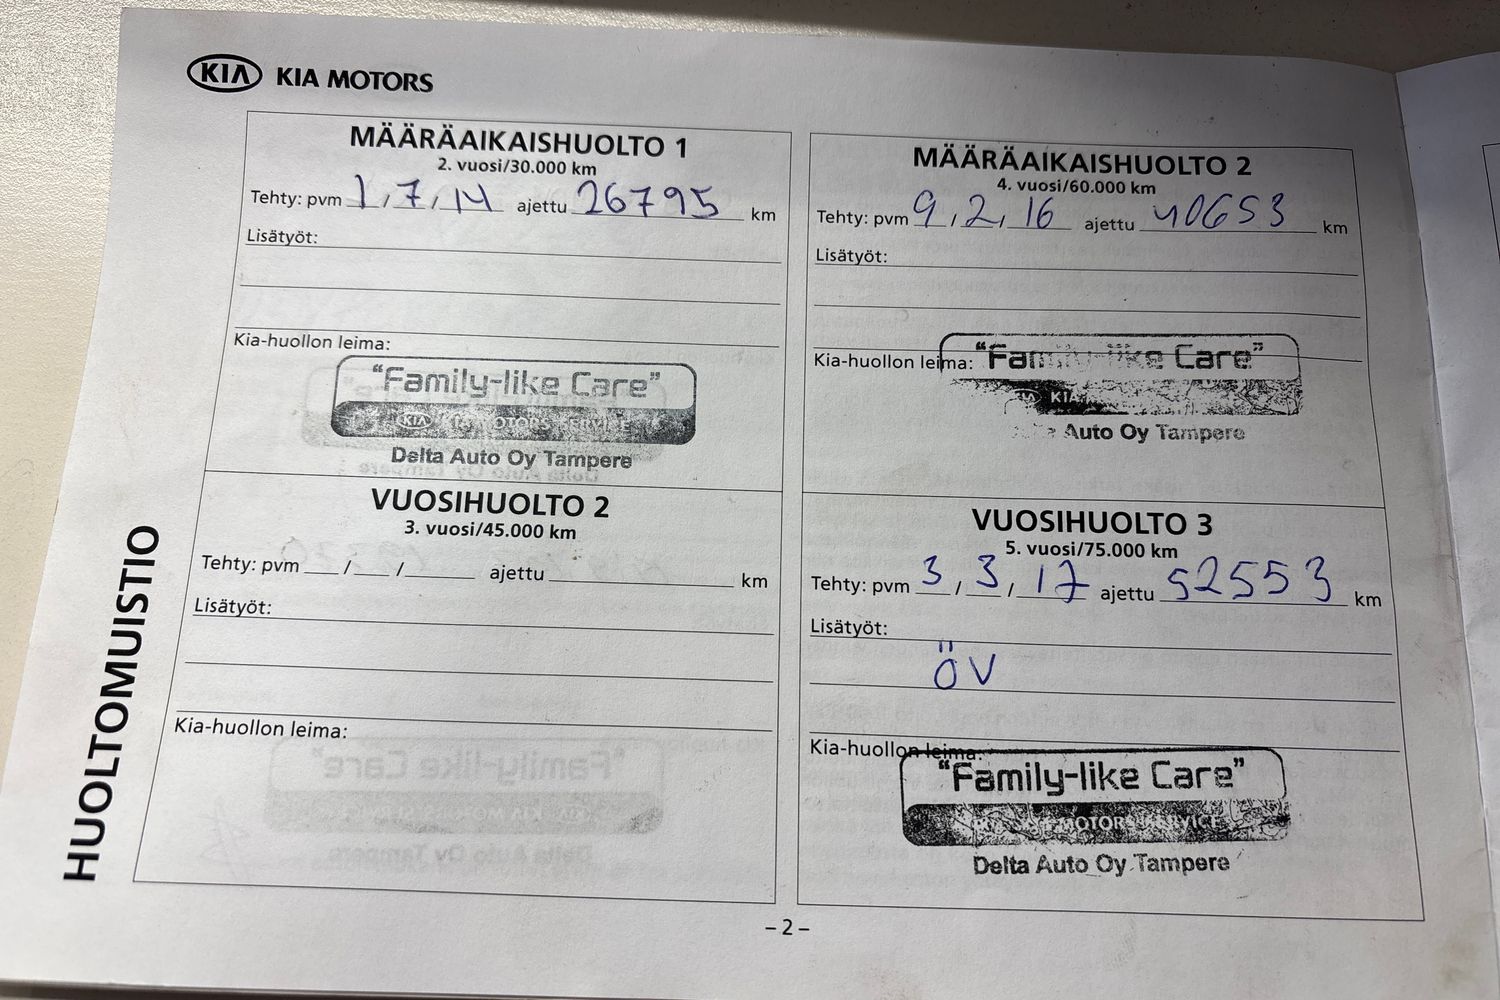 KIA KIA MOTORS
HUOLTOMUISTIO
MÄÄRÄAIKAISHUOLTO 1
2. vuosi/30.000 km
Tehty: pvm 1, 7, 14 ajettu 26795 km
Lisätyöt:
Kia-huollon leima:
"Family-like Care"
KIA KIA MOTORS SERVICE
Delta Auto Oy Tampere
MÄÄRÄAIKAISHUOLTO 2
4. vuosi/60.000 km
Tehty: pvm 9, 2, 16 ajettu 40653 km
Lisätyöt:
Kia-huollon leima:
"Family-like Care"
KIA
Auto Oy Tampere
VUOSIHUOLTO 2
3. vuosi/45.000 km
Tehty: pvm / / ajettu km
Lisätyöt:
Kia-huollon leima:
VUOSIHUOLTO 3
5. vuosi/75.000 km
Tehty: pvm 3 / 3 / 17 ajettu 52553 km
Lisätyöt:
ÖV
Kia-huollon leima:
"Family-like Care"
MOTORS SERVICE
Delta Auto Oy Tampere
– 2 –